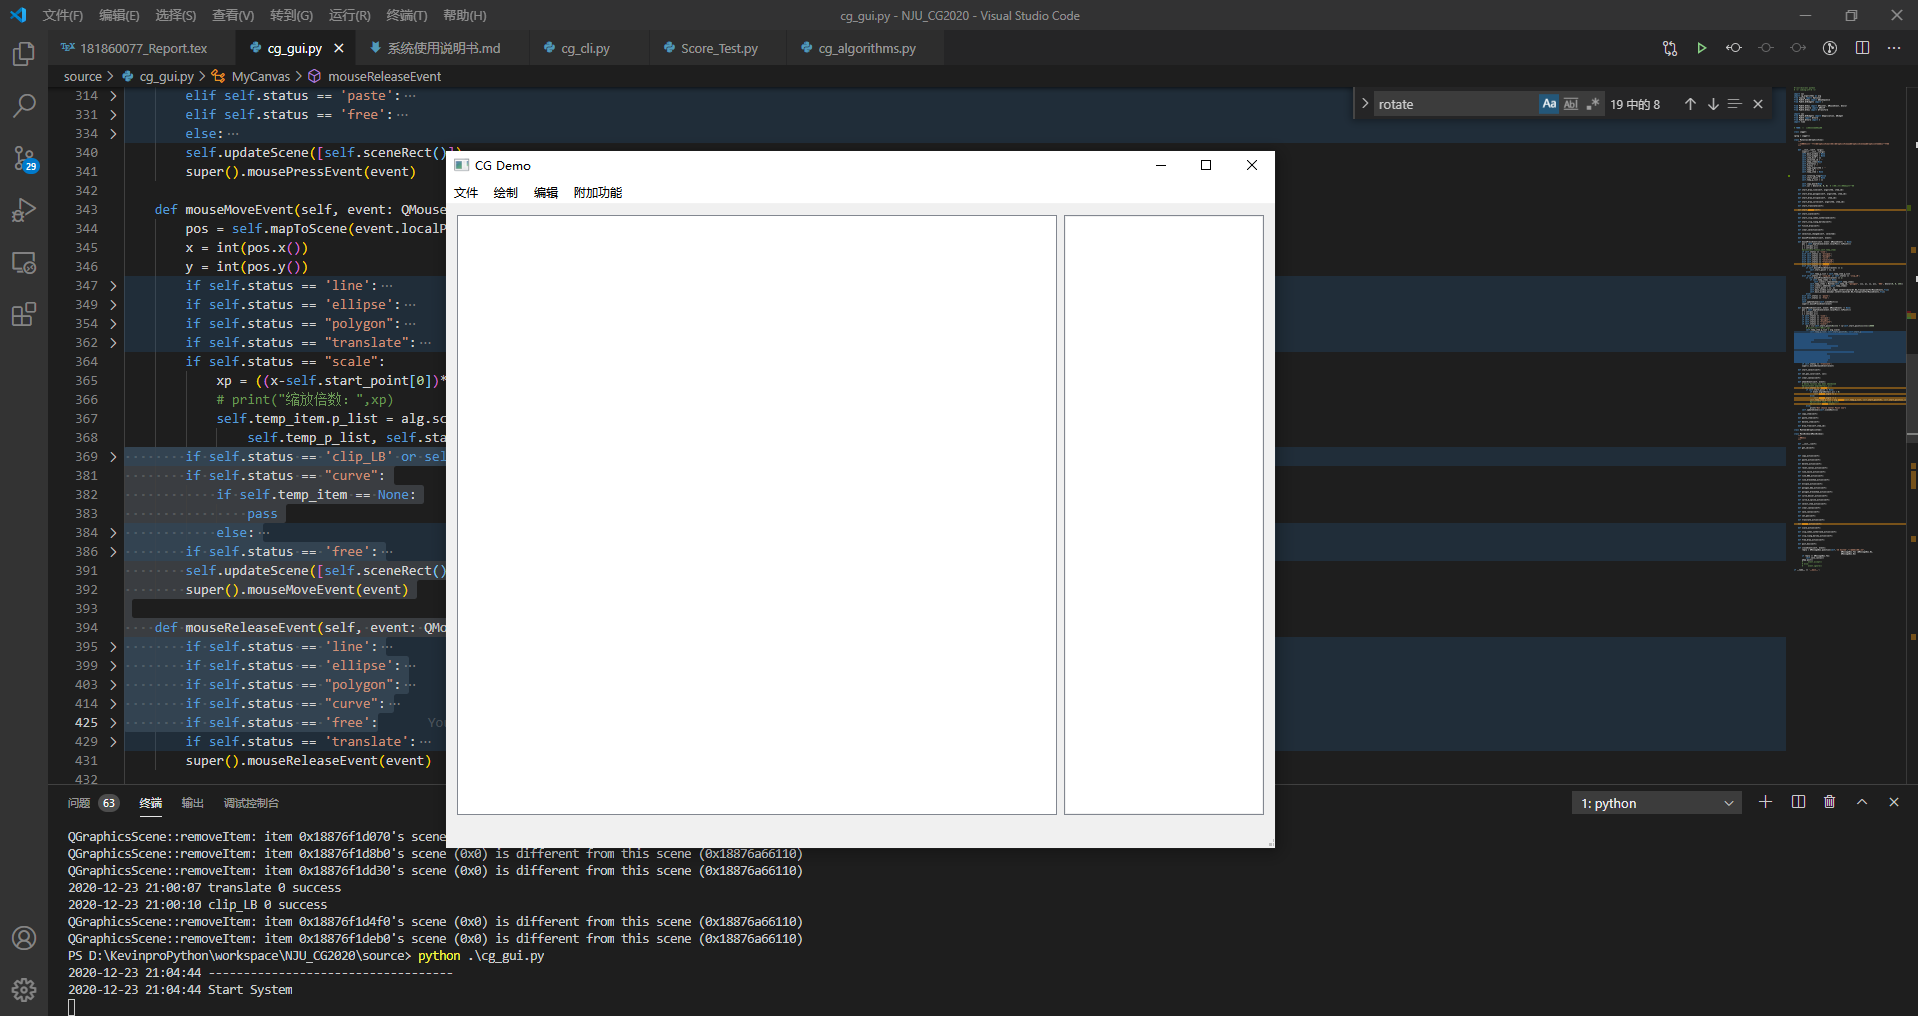 文件(F) 编辑(E) 选择(S) 查看(V) 转到(G) 运行(R) 终端(T) 帮助(H) cg_gui.py - NJU_CG2020 - Visual Studio Code
TEX 181860077_Report.tex cg_gui.py 系统使用说明书.md cg_cli.py Score_Test.py cg_algorithms.py
source > cg_gui.py > MyCanvas > mouseReleaseEvent
rotate Aa Abl .* 19 中的 8
314 elif self.status == 'paste':···
331 elif self.status == 'free':···
334 else:···
340 self.updateScene([self.sceneRect()])
341 super().mousePressEvent(event)
342
343 def mouseMoveEvent(self, event: QMouse
344 pos = self.mapToScene(event.localP
345 x = int(pos.x())
346 y = int(pos.y())
347 if self.status == 'line':···
349 if self.status == 'ellipse':···
354 if self.status == "polygon":···
362 if self.status == "translate":···
364 if self.status == "scale":
365 xp = ((x-self.start_point[0])*
366 # print("缩放倍数: ",xp)
367 self.temp_item.p_list = alg.sc
368 self.temp_p_list, self.sta
369 if self.status == 'clip_LB' or sel
381 if self.status == "curve":
382 if self.temp_item == None:
383 pass
384 else:···
386 if self.status == 'free':···
391 self.updateScene([self.sceneRect()
392 super().mouseMoveEvent(event)
393
394 def mouseReleaseEvent(self, event: QMo
395 if self.status == 'line':···
399 if self.status == 'ellipse':···
403 if self.status == "polygon":···
414 if self.status == "curve":···
425 if self.status == 'free': You
429 if self.status == 'translate':···
431 super().mouseReleaseEvent(event)
432
CG Demo
文件 绘制 编辑 附加功能
29
问题 63 终端 输出 调试控制台 1: python
QGraphicsScene::removeItem: item 0x18876f1d070's scene
QGraphicsScene::removeItem: item 0x18876f1d8b0's scene (0x0) is different from this scene (0x18876a66110)
QGraphicsScene::removeItem: item 0x18876f1dd30's scene (0x0) is different from this scene (0x18876a66110)
2020-12-23 21:00:07 translate 0 success
2020-12-23 21:00:10 clip_LB 0 success
QGraphicsScene::removeItem: item 0x18876f1d4f0's scene (0x0) is different from this scene (0x18876a66110)
QGraphicsScene::removeItem: item 0x18876f1deb0's scene (0x0) is different from this scene (0x18876a66110)
PS D:\KevinproPython\workspace\NJU_CG2020\source> python .\cg_gui.py
2020-12-23 21:04:44 -----------------------------------
2020-12-23 21:04:44 Start System